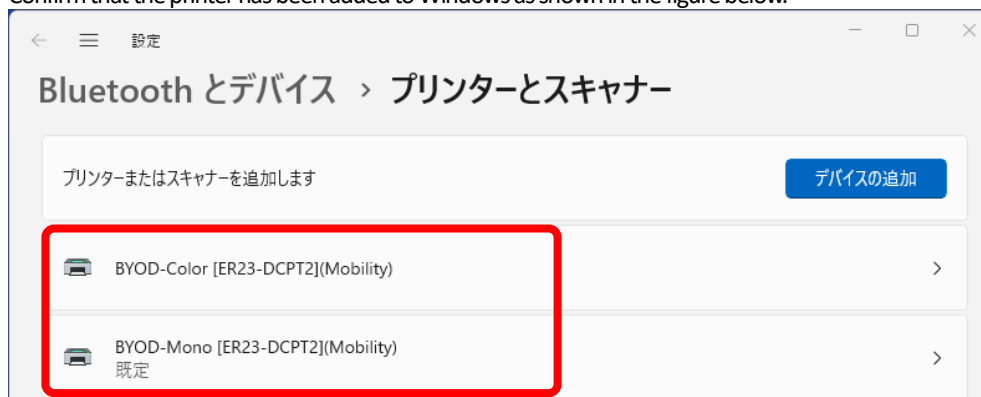 Confirm that the printer has been added to Windows as shown in the figure below.
設定
Bluetooth とデバイス › プリンターとスキャナー
プリンターまたはスキャナーを追加します
デバイスの追加
BYOD-Color [ER23-DCPT2](Mobility)
BYOD-Mono [ER23-DCPT2](Mobility)
既定